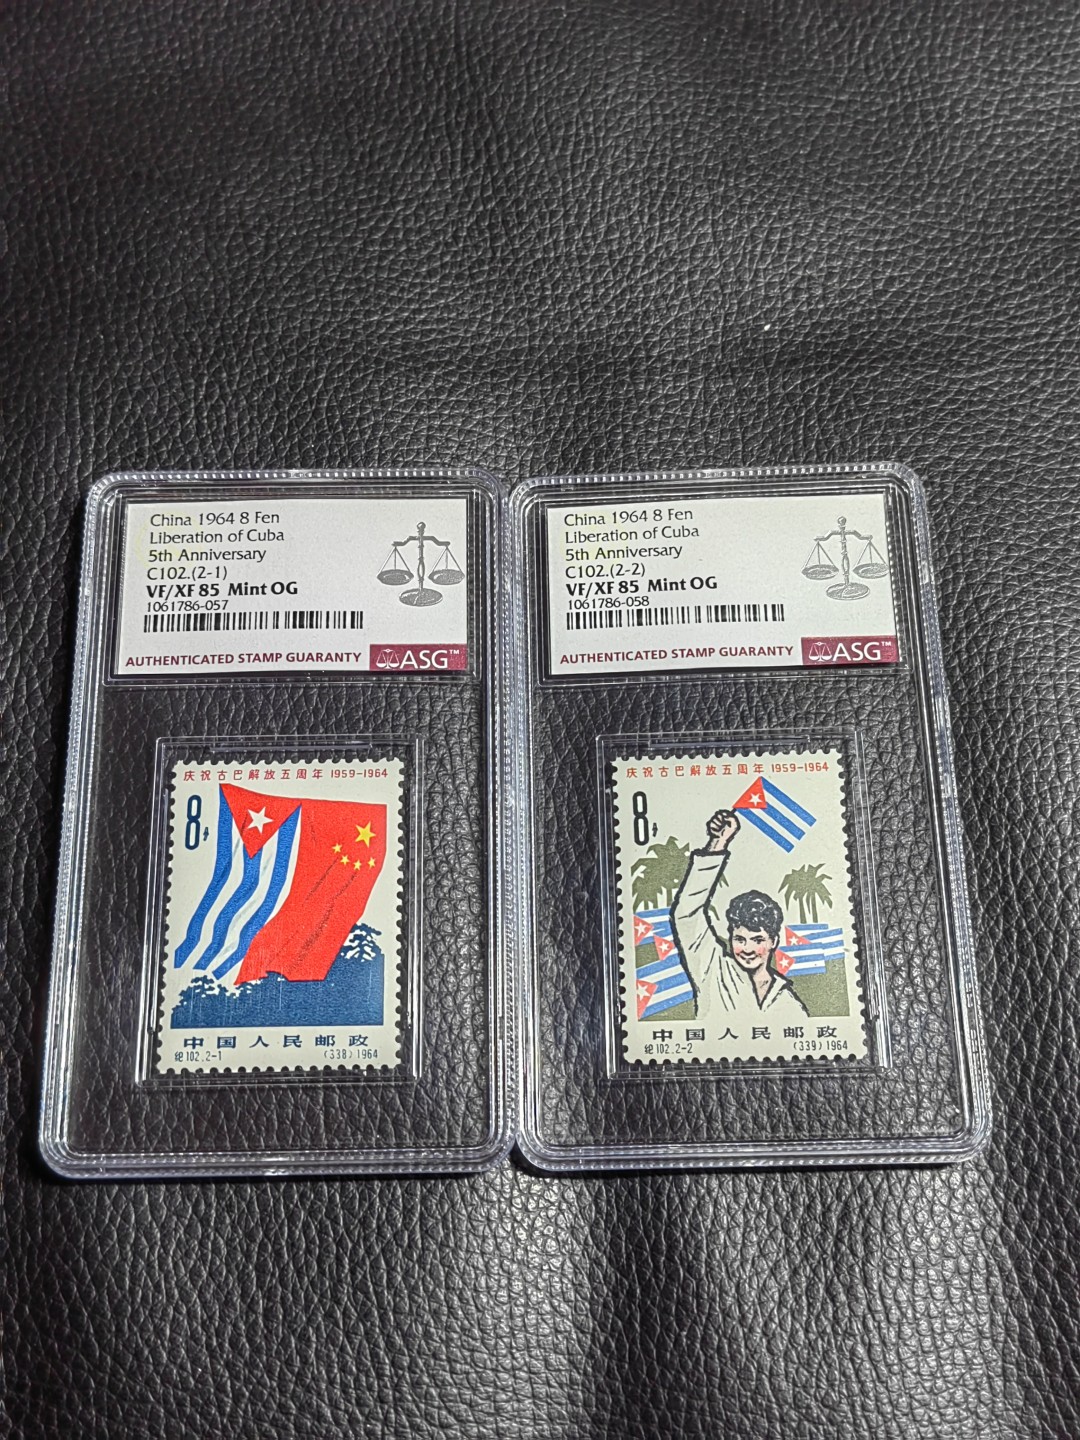 China 1964 8 Fen
Liberation of Cuba
5th Anniversary
C102.(2-1)
VF/XF 85 Mint OG
1061786-057
AUTHENTICATED STAMP GUARANTY
ASG™
庆祝古巴解放五周年 1959-1964
8分
中国人民邮政
纪102.2-1
(338) 1964
China 1964 8 Fen
Liberation of Cuba
5th Anniversary
C102.(2-2)
VF/XF 85 Mint OG
1061786-058
AUTHENTICATED STAMP GUARANTY
ASG™
庆祝古巴解放五周年 1959-1964
8分
中国人民邮政
纪102.2-2
(339) 1964